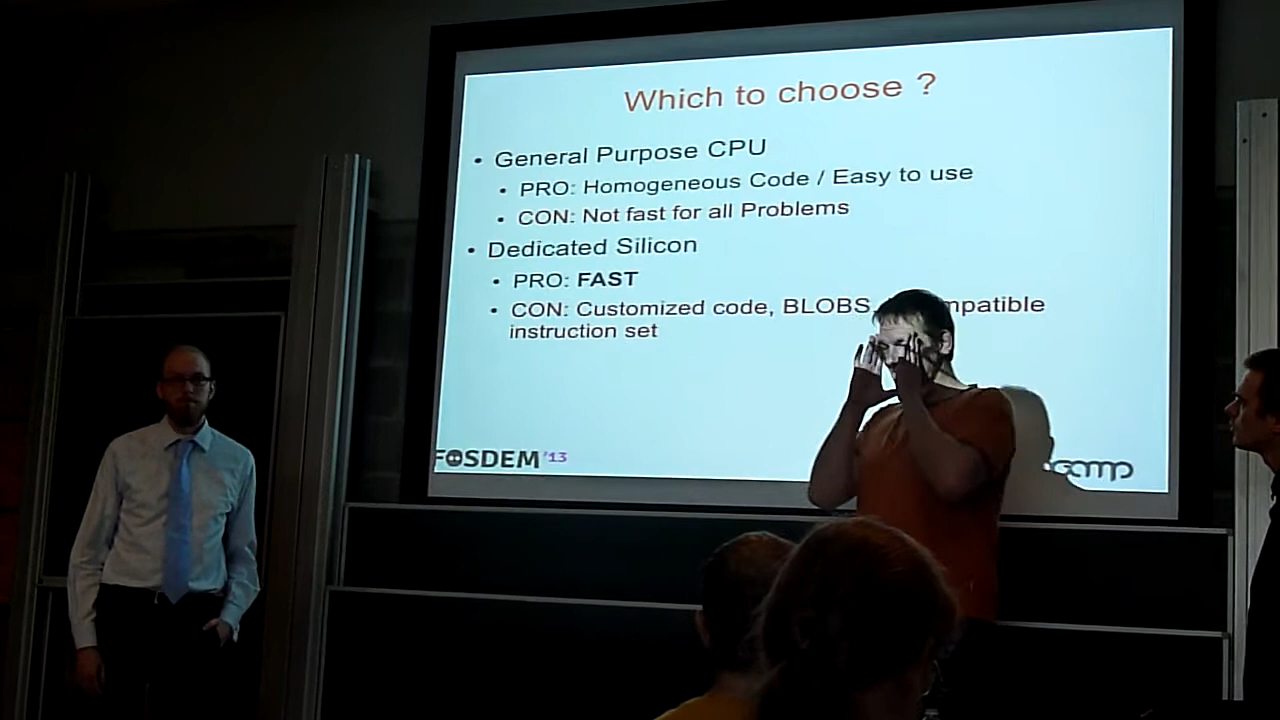 Which to choose ?
• General Purpose CPU
• PRO: Homogeneous Code / Easy to use
• CON: Not fast for all Problems
• Dedicated Silicon
• PRO: FAST
• CON: Customized code, BLOBS,
instruction set
FOSDEM '13